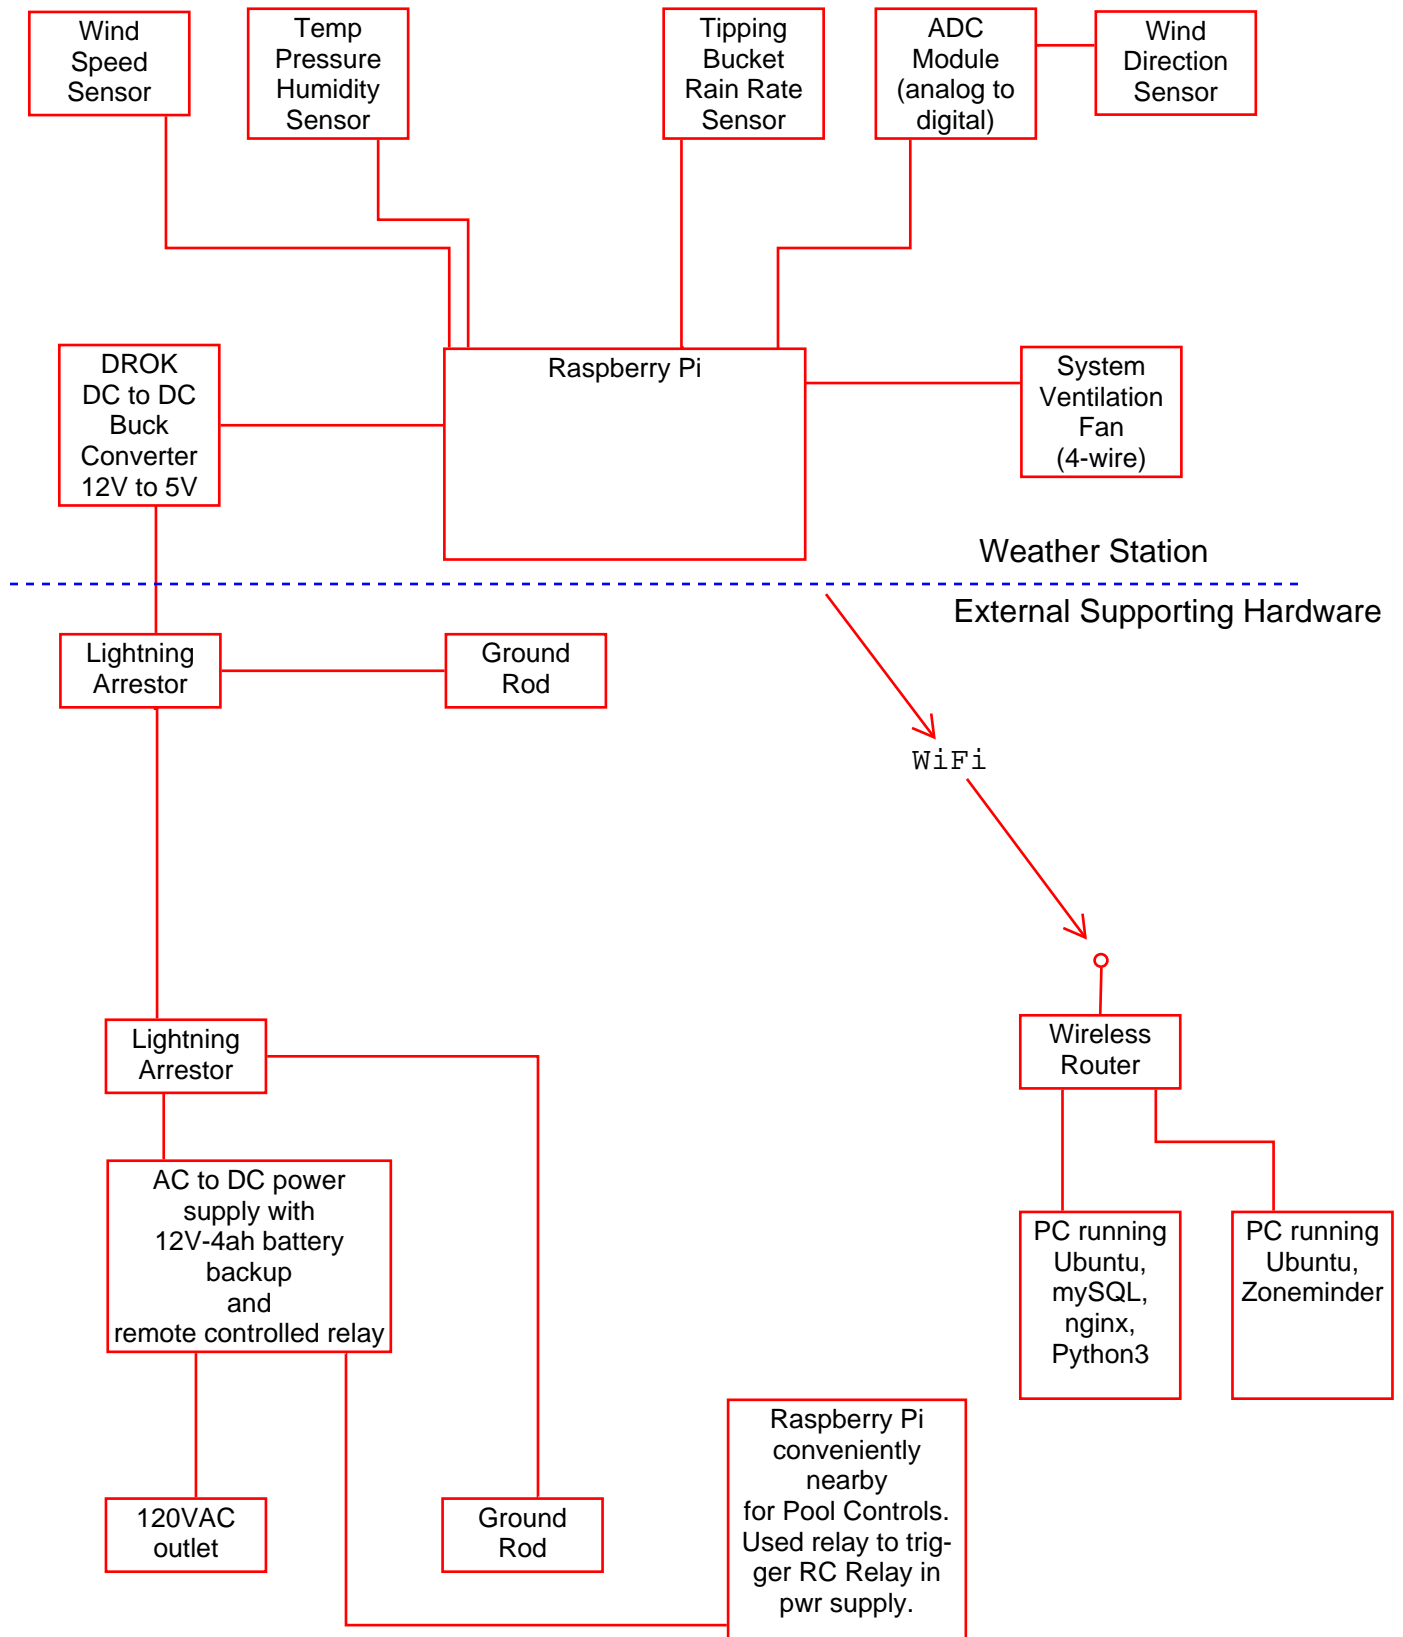 Wind
Speed
Sensor
Temp
Pressure
Humidity
Sensor
Tipping
Bucket
Rain Rate
Sensor
ADC
Module
(analog to
digital)
Wind
Direction
Sensor
DROK
DC to DC
Buck
Converter
12V to 5V
Raspberry Pi
System
Ventilation
Fan
(4-wire)
Weather Station
External Supporting Hardware
Lightning
Arrestor
Ground
Rod
WiFi
Lightning
Arrestor
Wireless
Router
AC to DC power
supply with
12V-4ah battery
backup
and
remote controlled relay
PC running
Ubuntu,
mySQL,
nginx,
Python3
PC running
Ubuntu,
Zoneminder
120VAC
outlet
Ground
Rod
Raspberry Pi
conveniently
nearby
for Pool Controls.
Used relay to trig-
ger RC Relay in
pwr supply.